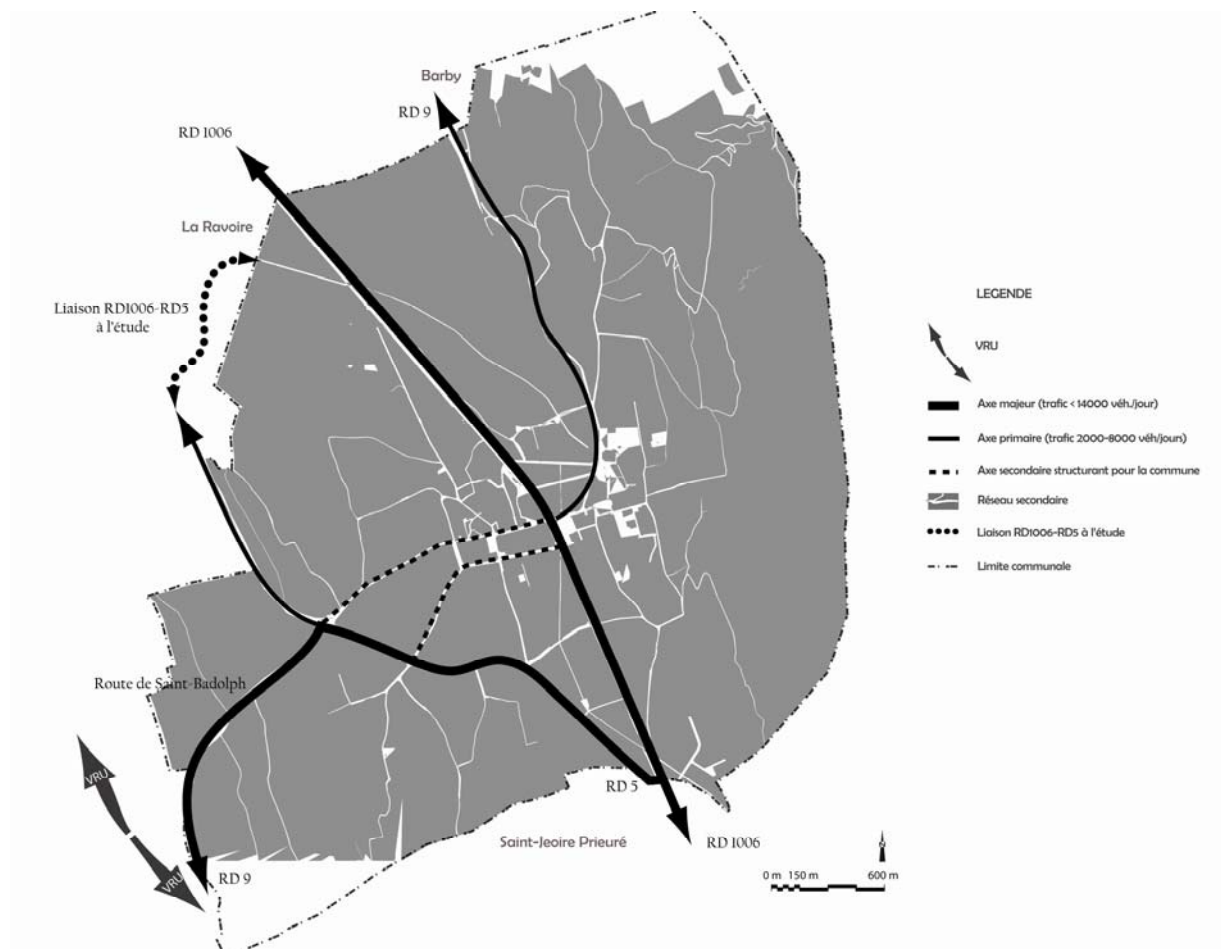 Barby
RD 9
RD 1006
La Ravoire
Liaison RD1006-RD5
à l'étude
Route de Saint-Badolph
VRU
VRU
RD 9
RD 5
Saint-Jeoire Prieuré
RD 1006
LEGENDE
VRU
Axe majeur (trafic < 14000 véh./jour)
Axe primaire (trafic 2000-8000 véh/jours)
Axe secondaire structurant pour la commune
Réseau secondaire
Liaison RD1006-RD5 à l'étude
Limite communale
N
0 m 150 m 600 m